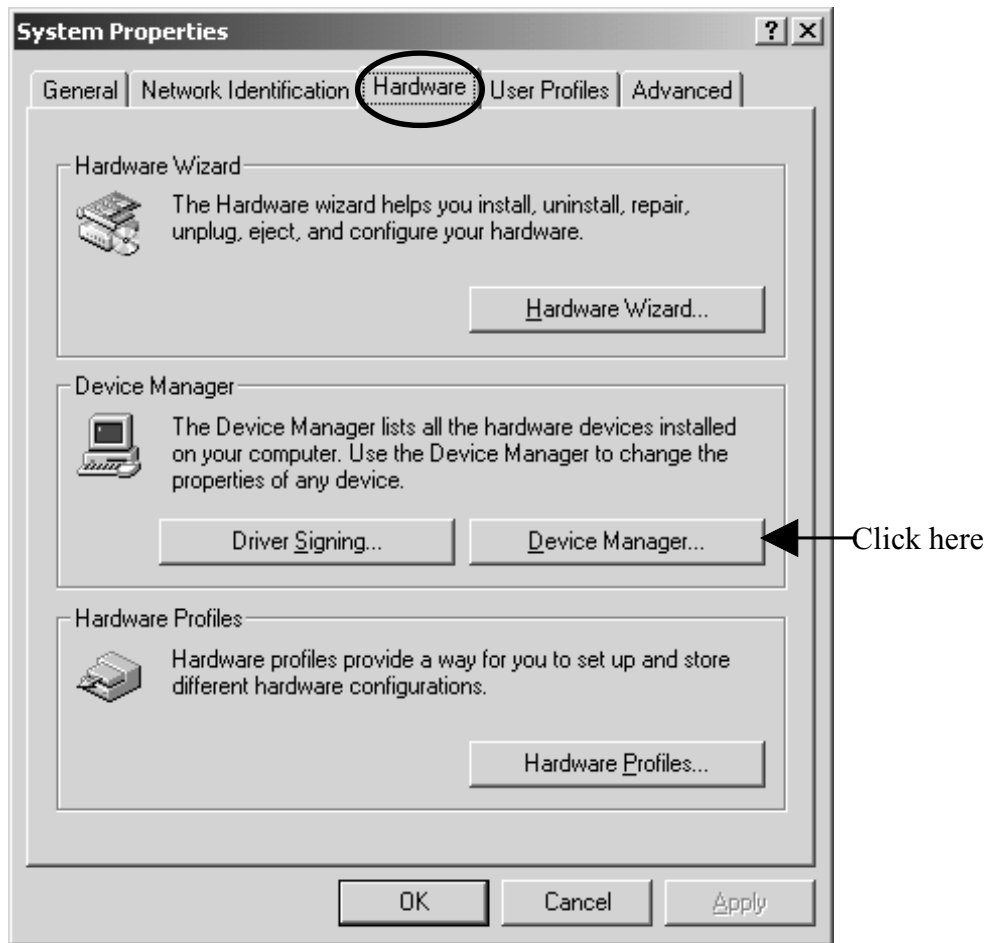 System Properties
? X
General Network Identification Hardware User Profiles Advanced
Hardware Wizard
The Hardware wizard helps you install, uninstall, repair,
unplug, eject, and configure your hardware.
Hardware Wizard...
Device Manager
The Device Manager lists all the hardware devices installed
on your computer. Use the Device Manager to change the
properties of any device.
Driver Signing... Device Manager... Click here
Hardware Profiles
Hardware profiles provide a way for you to set up and store
different hardware configurations.
Hardware Profiles...
OK Cancel Apply